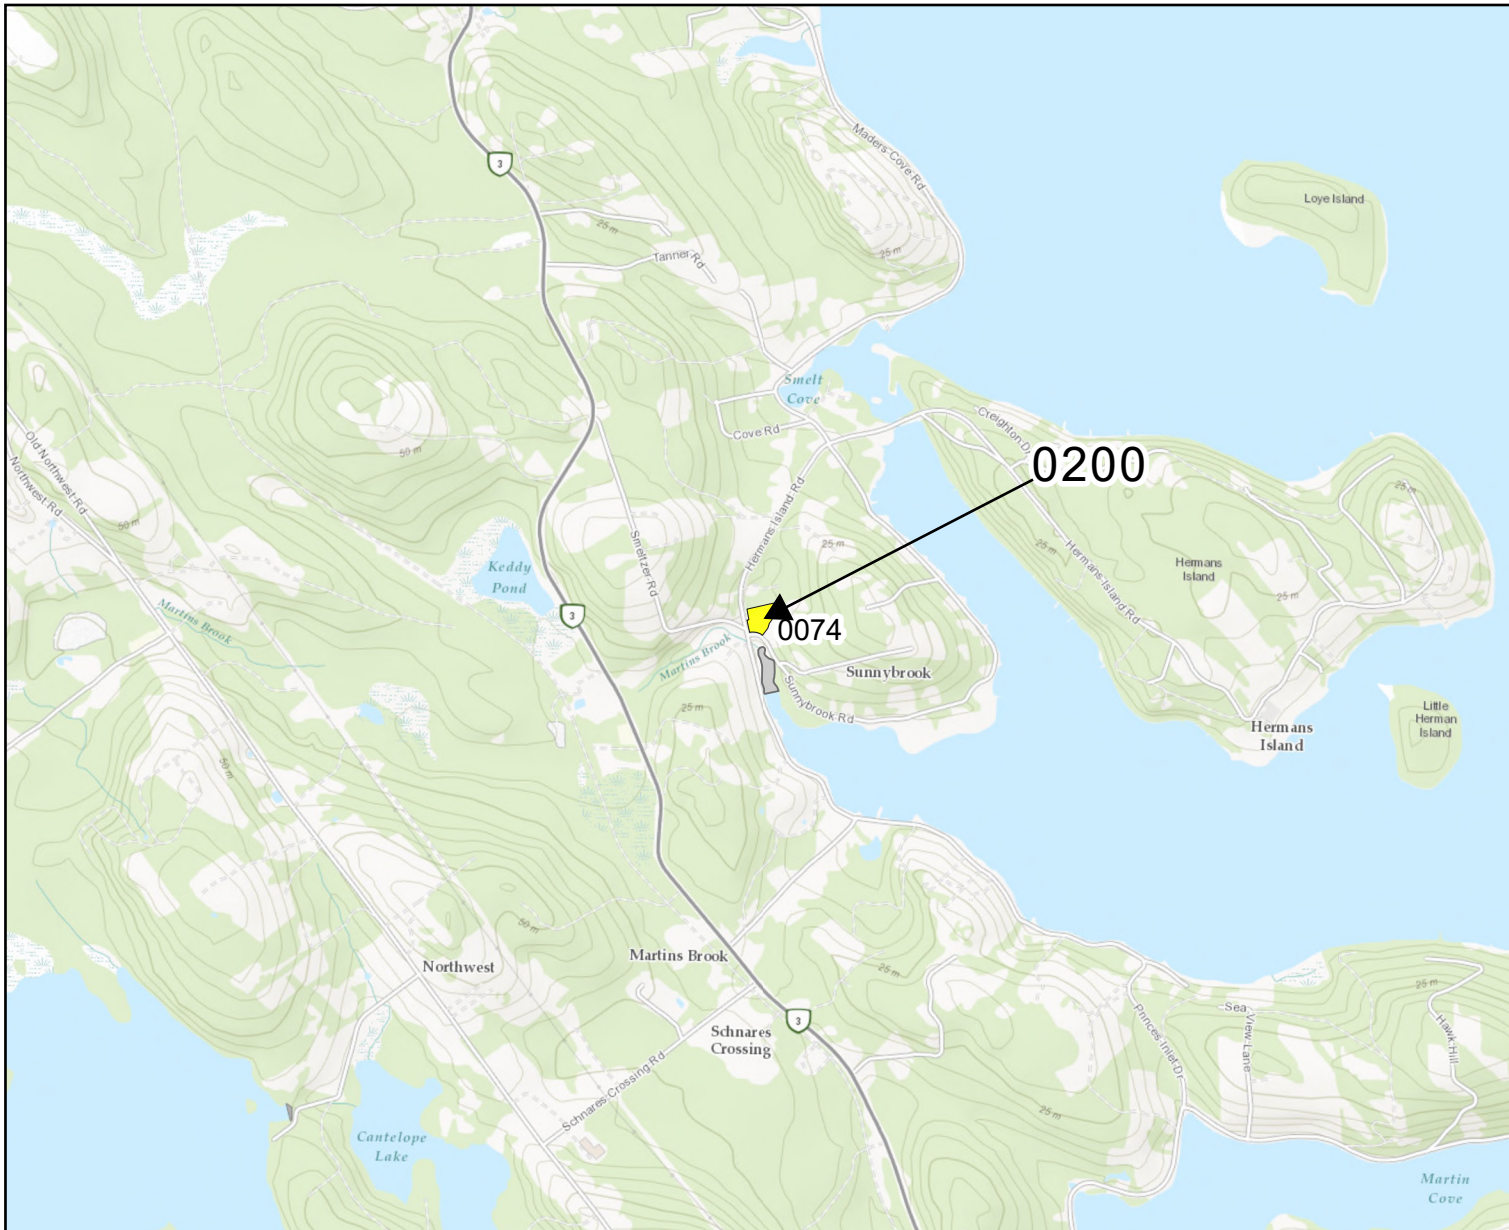 Maders Cove Rd
3
Loye Island
25 m
25 m
Tanner Rd
Smelt
Cove
Creighton Dr
Cove Rd
Old Northwest Rd
Northwest Rd
50 m
0200
Hermans Island Rd
25 m
50 m
Smeltzer Rd
25 m
25 m
Hermans Island Rd
Keddy
Pond
Hermans
Island
25 m
3
Martins Brook
0074
Martins Brook
Sunnybrook
25 m
Sunnybrook Rd
Little
Herman
Island
Hermans
Island
50 m
50 m
Martins Brook
Northwest
25 m
25 m
3
Sea View Lane
Princes Inlet Dr
Hawk Hill
Schnares
Crossing
Schnares Crossing Rd
25 m
Cantelope
Lake
Martin
Cove